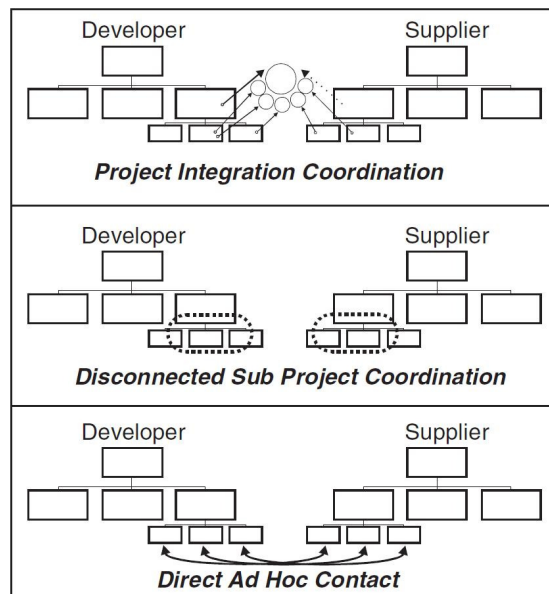 Developer Supplier
Project Integration Coordination
Developer Supplier
Disconnected Sub Project Coordination
Developer Supplier
Direct Ad Hoc Contact